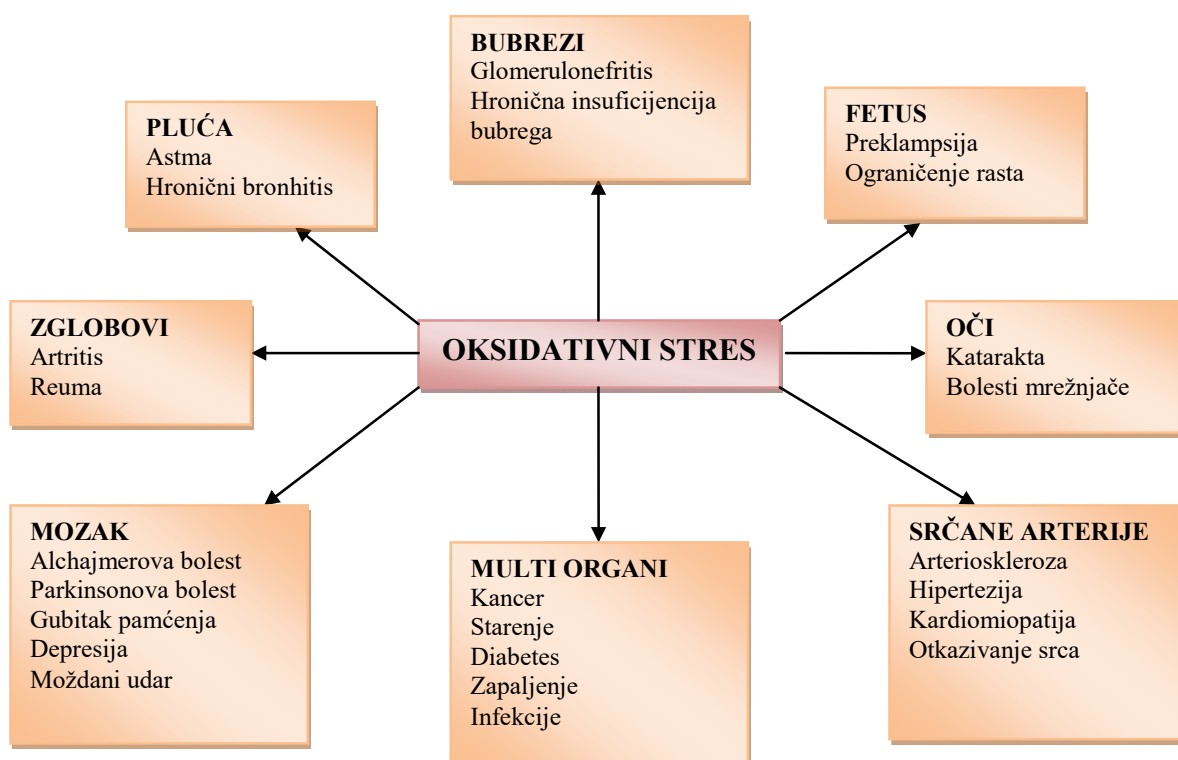 BUBREZI
Glomerulonefritis
Hronična insuficijencija
bubrega
PLUĆA
Astma
Hronični bronhitis
FETUS
Preklampsija
Ograničenje rasta
ZGLOBOVI
Artritis
Reuma
OKSIDATIVNI STRES
OČI
Katarakta
Bolesti mrežnjače
MOZAK
Alchajmerova bolest
Parkinsonova bolest
Gubitak pamćenja
Depresija
Moždani udar
MULTI ORGANI
Kancer
Starenje
Diabetes
Zapaljenje
Infekcije
SRČANE ARTERIJE
Arterioskleroza
Hipertezija
Kardiomiopatija
Otkazivanje srca